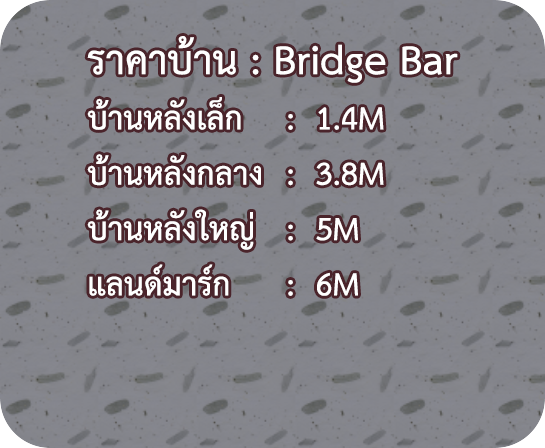 ราคาบ้าน : Bridge Bar
บ้านหลังเล็ก : 1.4M
บ้านหลังกลาง : 3.8M
บ้านหลังใหญ่ : 5M
แลนด์มาร์ก : 6M